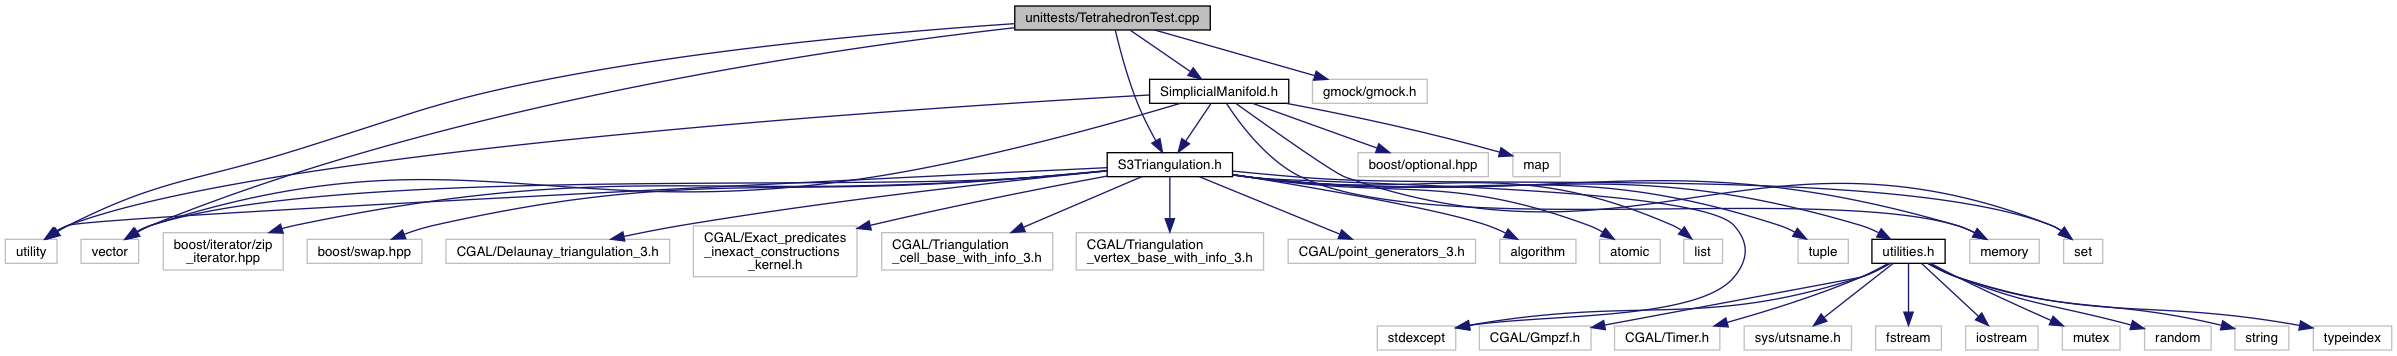 unittests/TetrahedronTest.cpp
SimplicialManifold.h
gmock/gmock.h
S3Triangulation.h
boost/optional.hpp
map
utility
vector
boost/iterator/zip
_iterator.hpp
boost/swap.hpp
CGAL/Delaunay_triangulation_3.h
CGAL/Exact_predicates
_inexact_constructions
_kernel.h
CGAL/Triangulation
_cell_base_with_info_3.h
CGAL/Triangulation
_vertex_base_with_info_3.h
CGAL/point_generators_3.h
algorithm
atomic
list
tuple
utilities.h
memory
set
stdexcept
CGAL/Gmpzf.h
CGAL/Timer.h
sys/utsname.h
fstream
iostream
mutex
random
string
typeindex